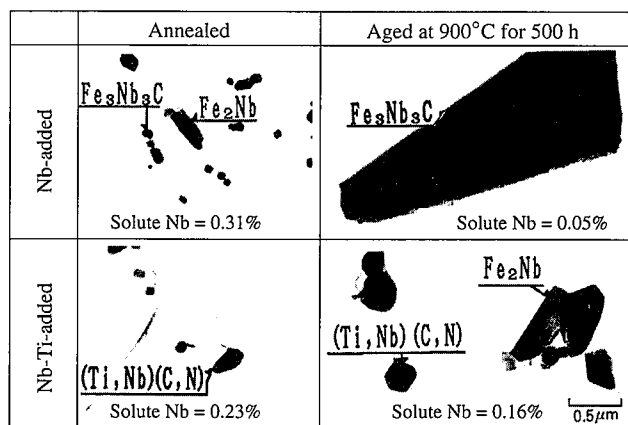 Annealed
Aged at 900°C for 500 h
Nb-added
Fe₃Nb₃C
Fe₂Nb
Solute Nb = 0.31%
Fe₃Nb₃C
Solute Nb = 0.05%
Nb-Ti-added
(Ti,Nb)(C,N)
Solute Nb = 0.23%
Fe₂Nb
(Ti,Nb)(C,N)
Solute Nb = 0.16%
0.5μm